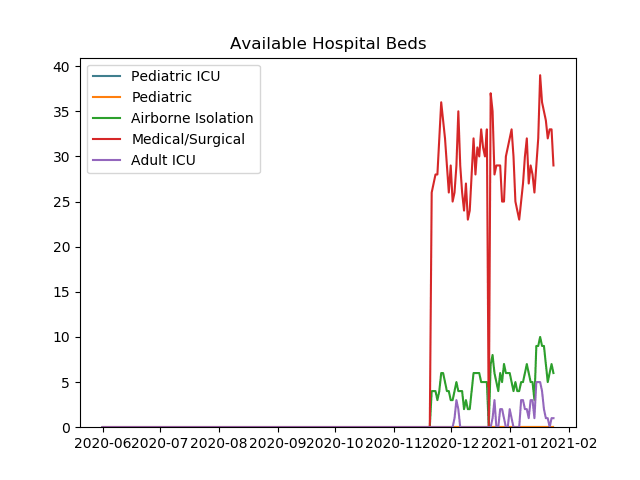 Available Hospital Beds
Pediatric ICU
Pediatric
Airborne Isolation
Medical/Surgical
Adult ICU
40
35
30
25
20
15
10
5
0
2020-06 2020-07 2020-08 2020-09 2020-10 2020-11 2020-12 2021-01 2021-02